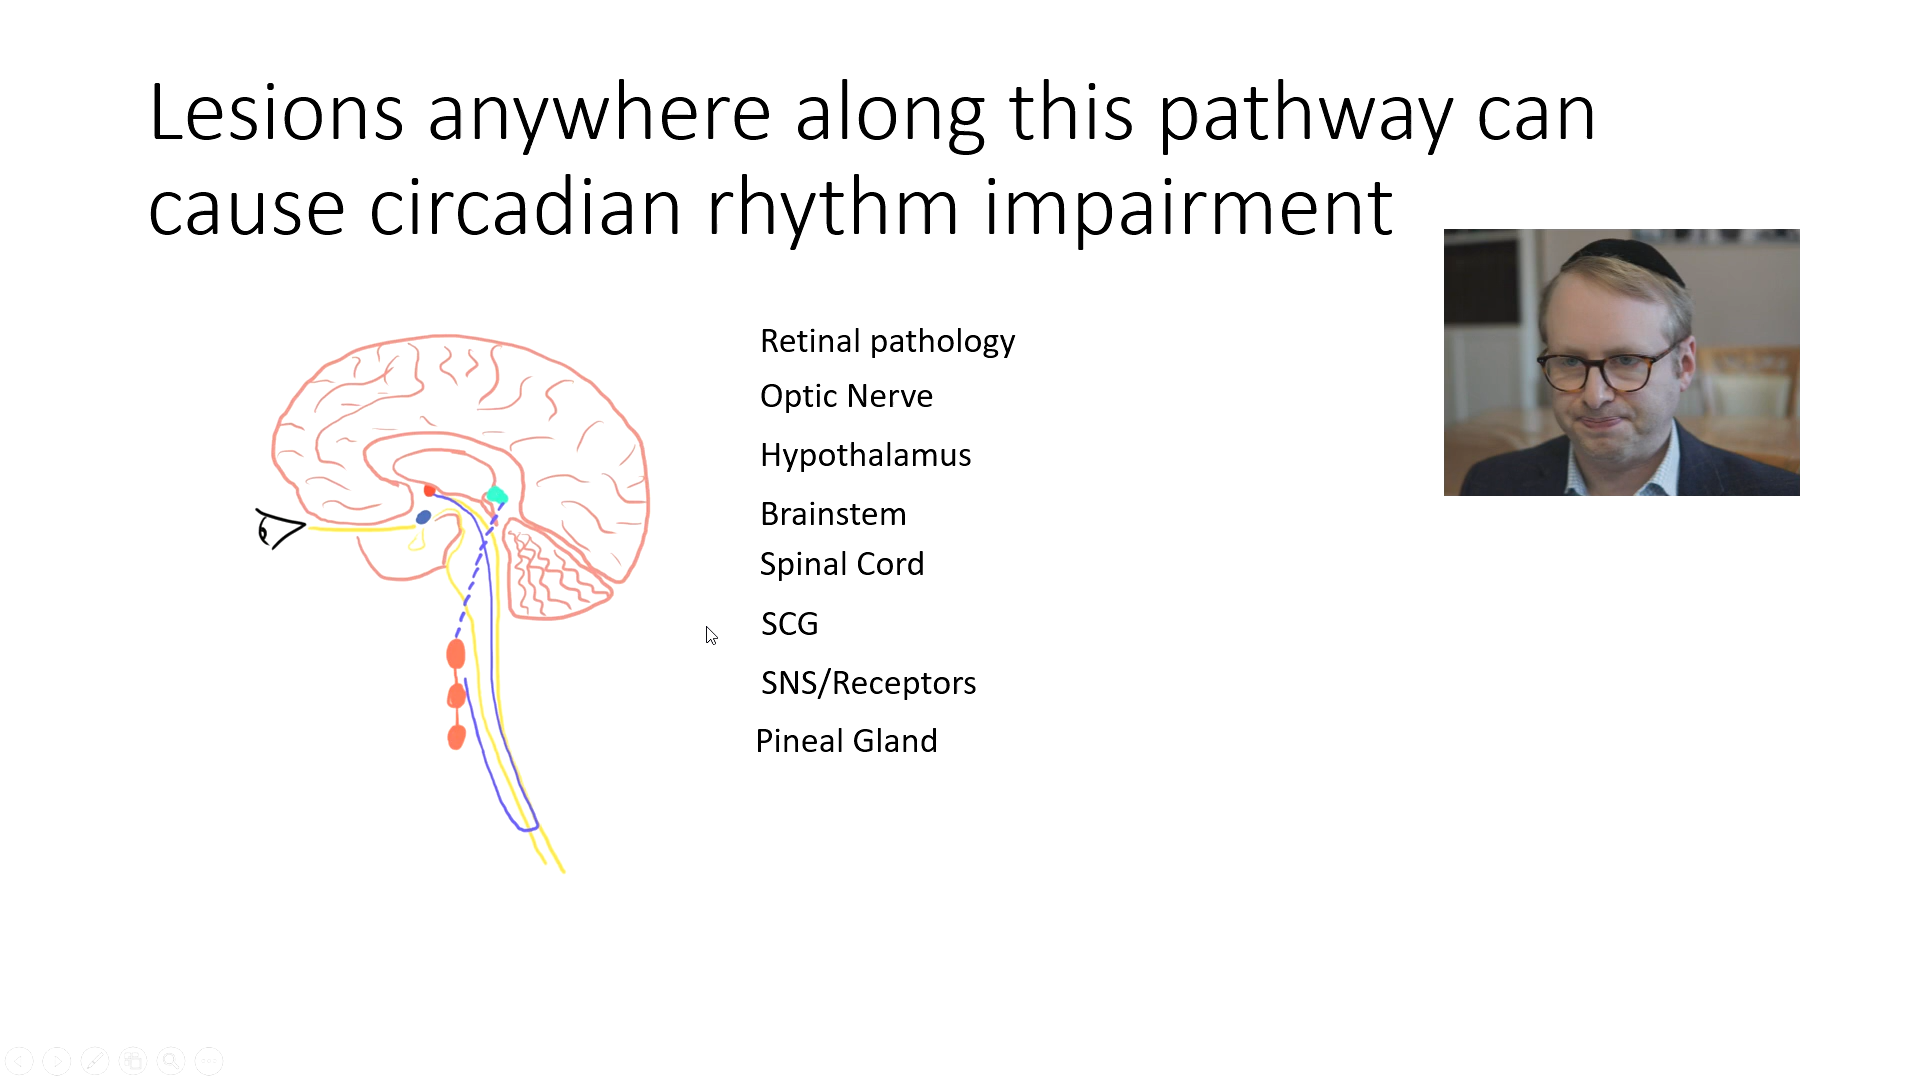 Lesions anywhere along this pathway can
cause circadian rhythm impairment
Retinal pathology
Optic Nerve
Hypothalamus
Brainstem
Spinal Cord
SCG
SNS/Receptors
Pineal Gland